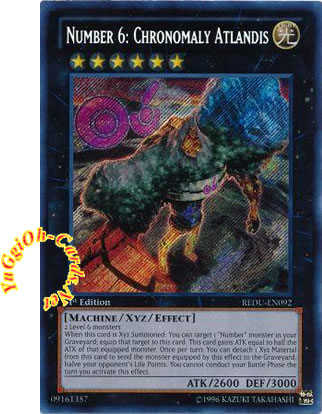 NUMBER 6: CHRONOMALY ATLANDIS
光
06
YuGgiOh-Cards.Net
1st Edition
REDU-EN092
[MACHINE/XYZ/EFFECT]
2 Level 6 monsters
When this card is Xyz Summoned: You can target 1 "Number" monster in your
Graveyard; equip that target to this card. This card gains ATK equal to half the
ATK of that equipped monster. Once per turn: You can detach 1 Xyz Material
from this card to send the monster equipped by this effect to the Graveyard;
halve your opponent's Life Points. You cannot conduct your Battle Phase the
turn you activate this effect.
ATK/2600 DEF/3000
09161357
©1996 KAZUKI TAKAHASHI